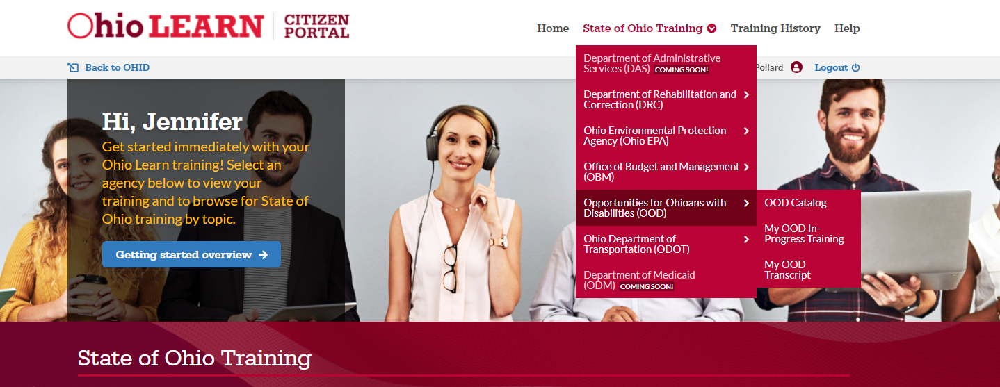 Ohio LEARN CITIZEN
PORTAL
Home State of Ohio Training Training History Help
Back to OHID
Pollard Logout
Department of Administrative
Services (DAS) COMING SOON!
Department of Rehabilitation and
Correction (DRC)
Ohio Environmental Protection
Agency (Ohio EPA)
Office of Budget and Management
(OBM)
Opportunities for Ohioans with
Disabilities (OOD)
Ohio Department of
Transportation (ODOT)
Department of Medicaid
(ODM) COMING SOON!
OOD Catalog
My OOD In-
Progress Training
My OOD
Transcript
Hi, Jennifer
Get started immediately with your
Ohio Learn training! Select an
agency below to view your
training and to browse for State of
Ohio training by topic.
Getting started overview
State of Ohio Training